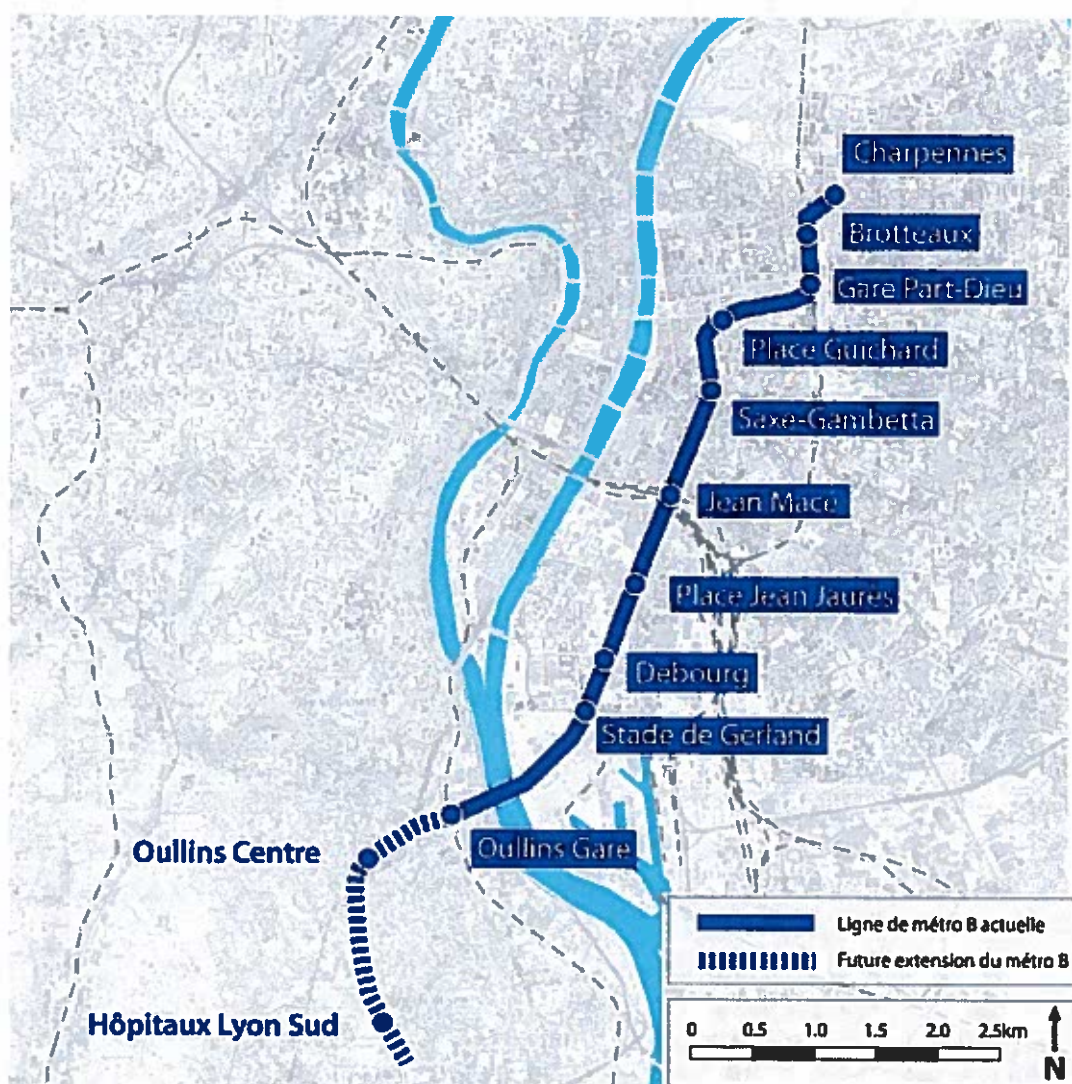 Charpennes
Brotteaux
Gare Part-Dieu
Place Guichard
Saxe-Gambetta
Jean Mace
Place Jean Jaurès
Debourg
Stade de Gerland
Oullins Gare
Oullins Centre
Hôpitaux Lyon Sud
Ligne de métro B actuelle
Future extension du métro B
0 0.5 1.0 1.5 2.0 2.5km
N